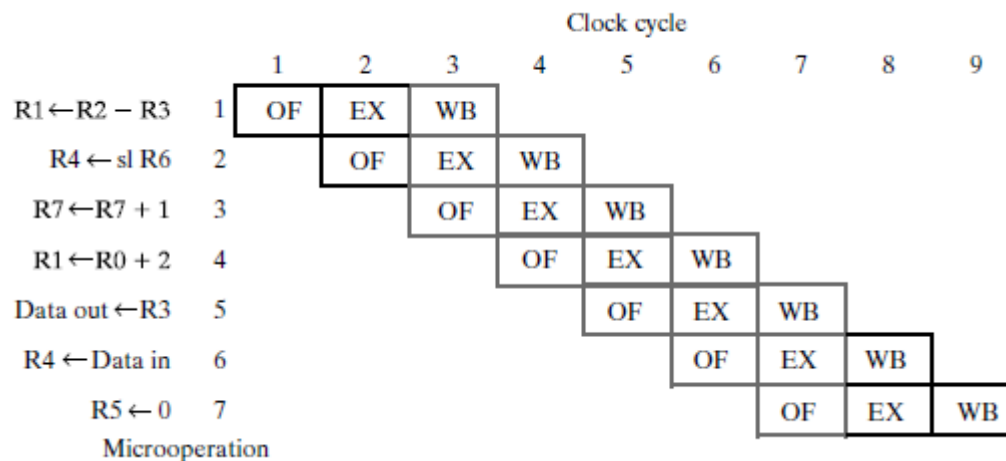 Clock cycle
1 2 3 4 5 6 7 8 9
R1←R2 − R3 1 OF EX WB
R4 ← sl R6 2 OF EX WB
R7 ←R7 + 1 3 OF EX WB
R1←R0 + 2 4 OF EX WB
Data out ←R3 5 OF EX WB
R4 ←Data in 6 OF EX WB
R5 ← 0 7 OF EX WB
Microoperation